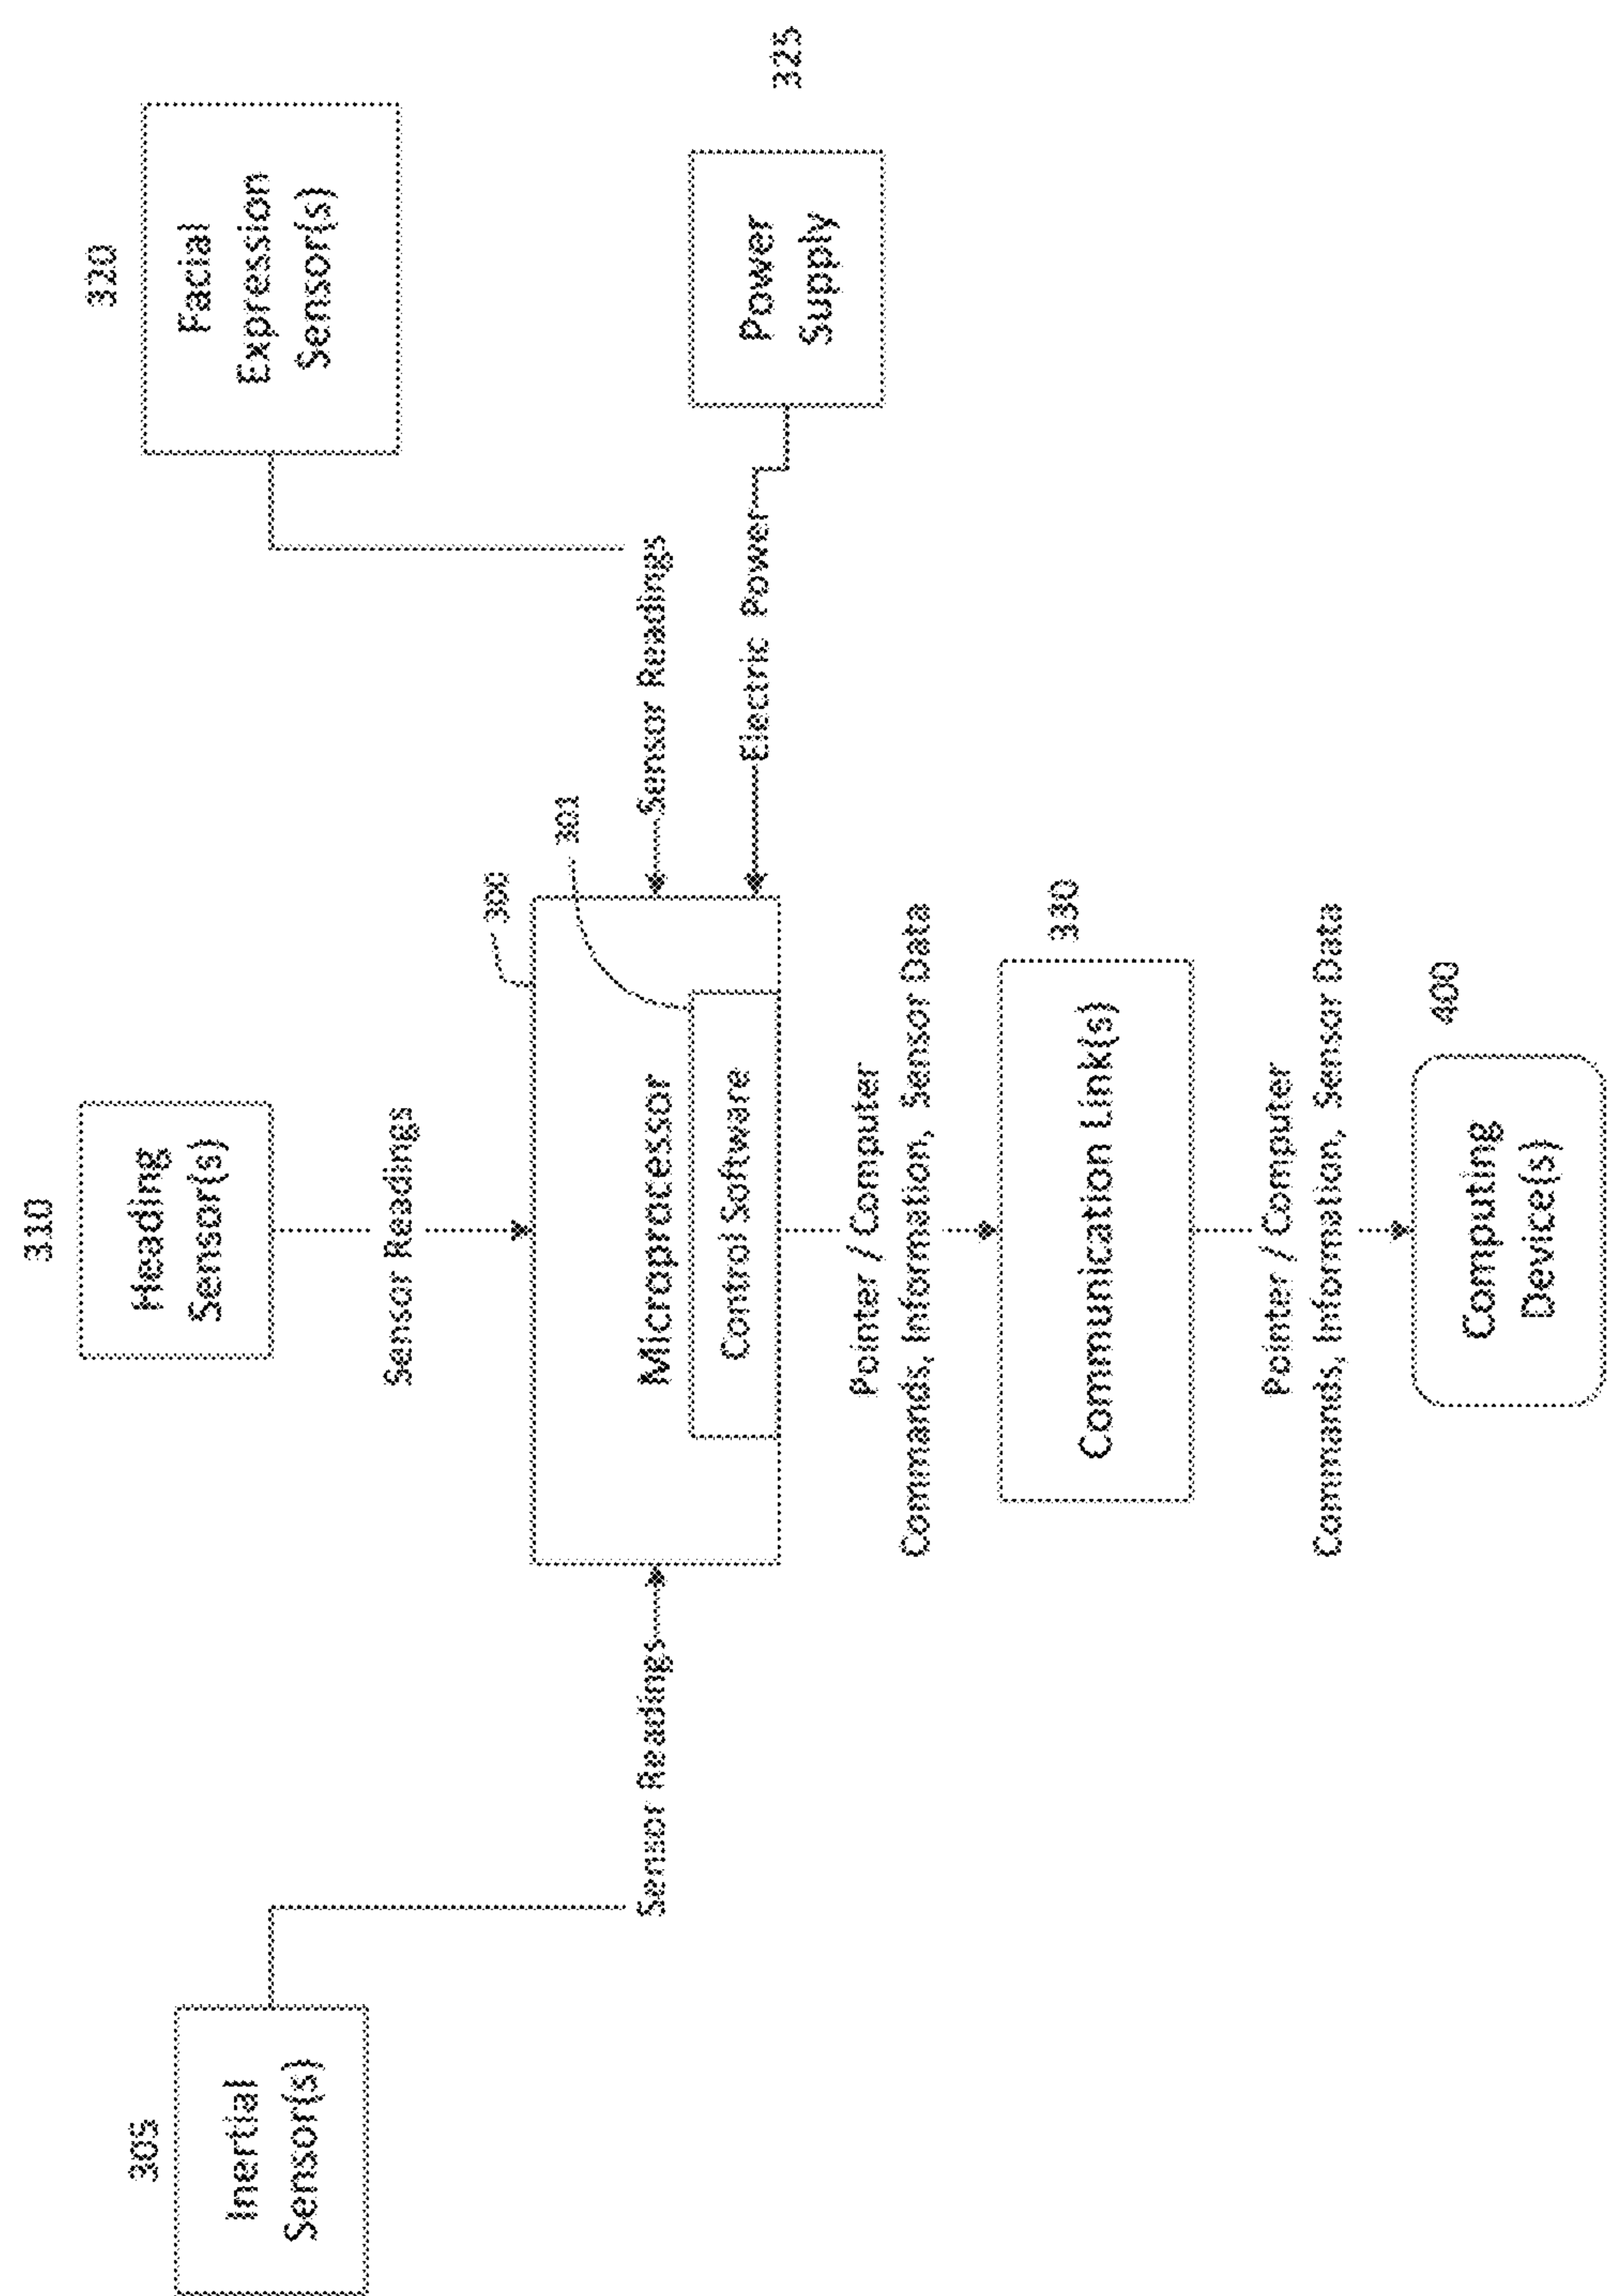 310
Heading
Sensor(s)
305
Inertial
Sensor(s)
320
Facial
Expression
Sensor(s)
Sensor Readings
300
301
Sensor Readings
Microprocessor
Sensor Readings
Control Software
Electric Power
Power
Supply
325
Pointer / Computer
Commands, Information, Sensor Data
330
Communication Link(s)
Pointer / Computer
Commands, Information, Sensor Data
400
Computing
Device(s)